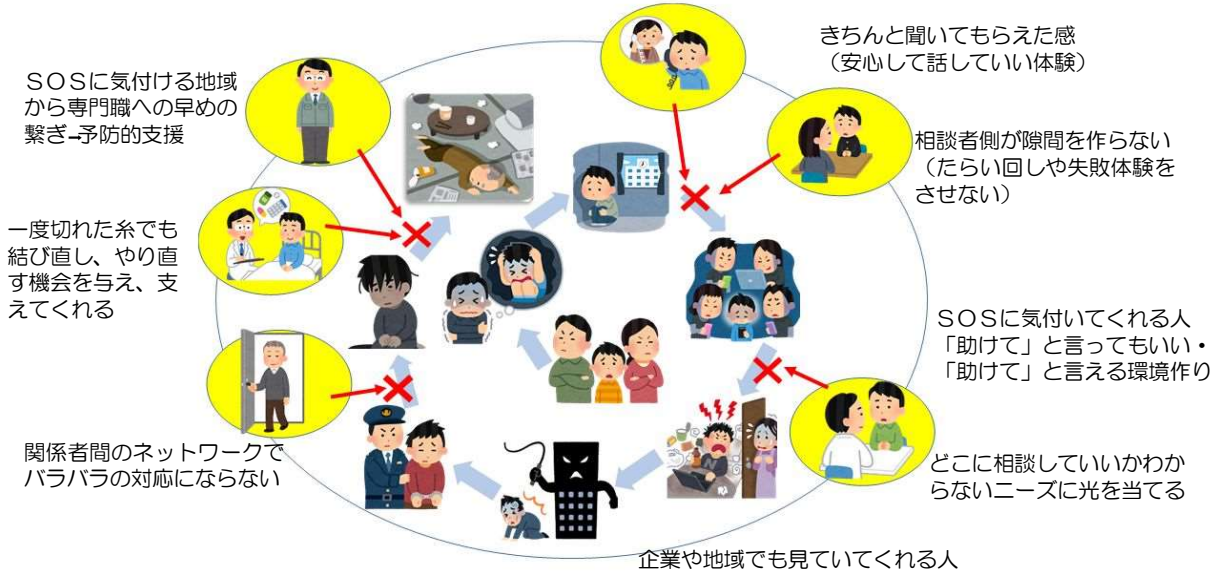 きちんと聞いてもらえた感
（安心して話していい体験）
ＳＯＳに気付ける地域
から専門職への早めの
繋ぎ–予防的支援
相談者側が隙間を作らない
（たらい回しや失敗体験を
させない）
一度切れた糸でも
結び直し、やり直
す機会を与え、支
えてくれる
ＳＯＳに気付いてくれる人
「助けて」と言ってもいい・
「助けて」と言える環境作り
関係者間のネットワークで
バラバラの対応にならない
どこに相談していいかわか
らないニーズに光を当てる
企業や地域でも見ていてくれる人